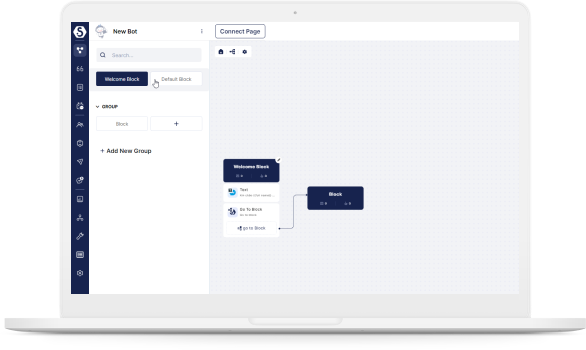 New Bot
Connect Page
Search...
Welcome Block
Default Block
GROUP
Block
+
+ Add New Group
Welcome Block
Text
Go To Block
go to Block
Block